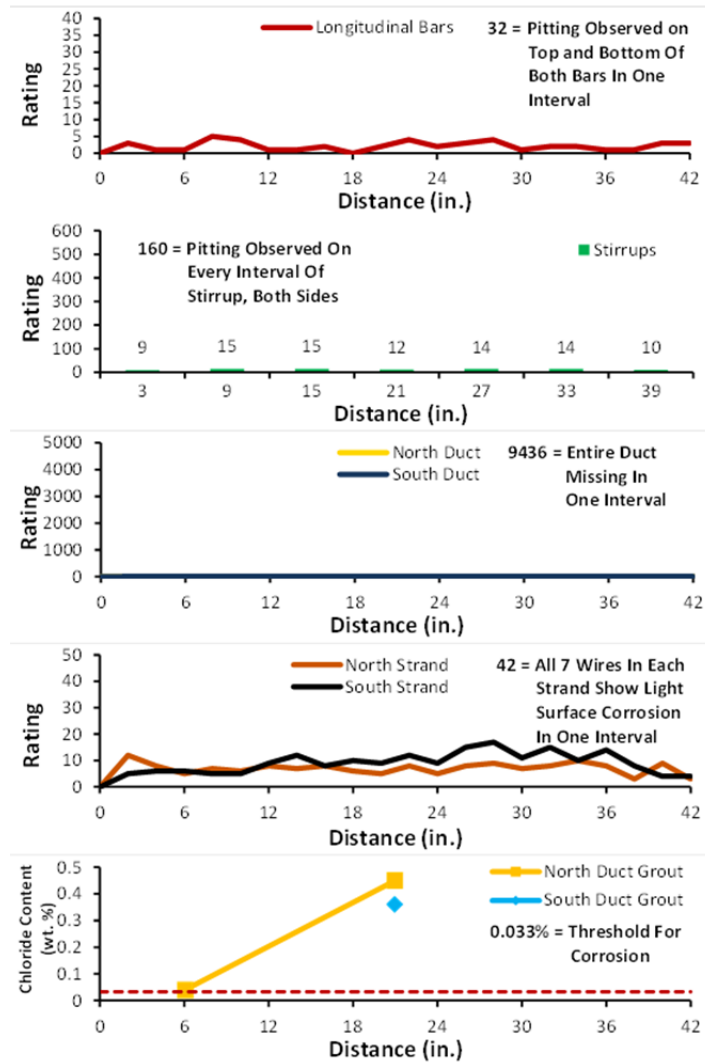 40
35
30
25
20
15
10
5
0
Rating
Longitudinal Bars
32 = Pitting Observed on
Top and Bottom Of
Both Bars In One
Interval
0 6 12 18 24 30 36 42
Distance (in.)
600
500
400
300
200
100
0
Rating
160 = Pitting Observed On
Every Interval Of
Stirrup, Both Sides
Stirrups
9 15 15 12 14 14 10
3 9 15 21 27 33 39
Distance (in.)
5000
4000
3000
2000
1000
0
Rating
North Duct
South Duct
9436 = Entire Duct
Missing In
One Interval
0 6 12 18 24 30 36 42
Distance (in.)
50
40
30
20
10
0
Rating
North Strand
South Strand
42 = All 7 Wires In Each
Strand Show Light
Surface Corrosion
In One Interval
0 6 12 18 24 30 36 42
Distance (in.)
0.5
0.4
0.3
0.2
0.1
0
Chloride Content
(wt. %)
North Duct Grout
South Duct Grout
0.033% = Threshold For
Corrosion
0 6 12 18 24 30 36 42
Distance (in.)